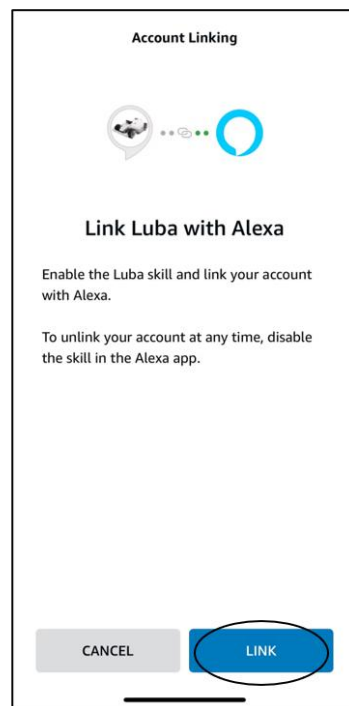 Account Linking
Link Luba with Alexa
Enable the Luba skill and link your account
with Alexa.
To unlink your account at any time, disable
the skill in the Alexa app.
CANCEL
LINK